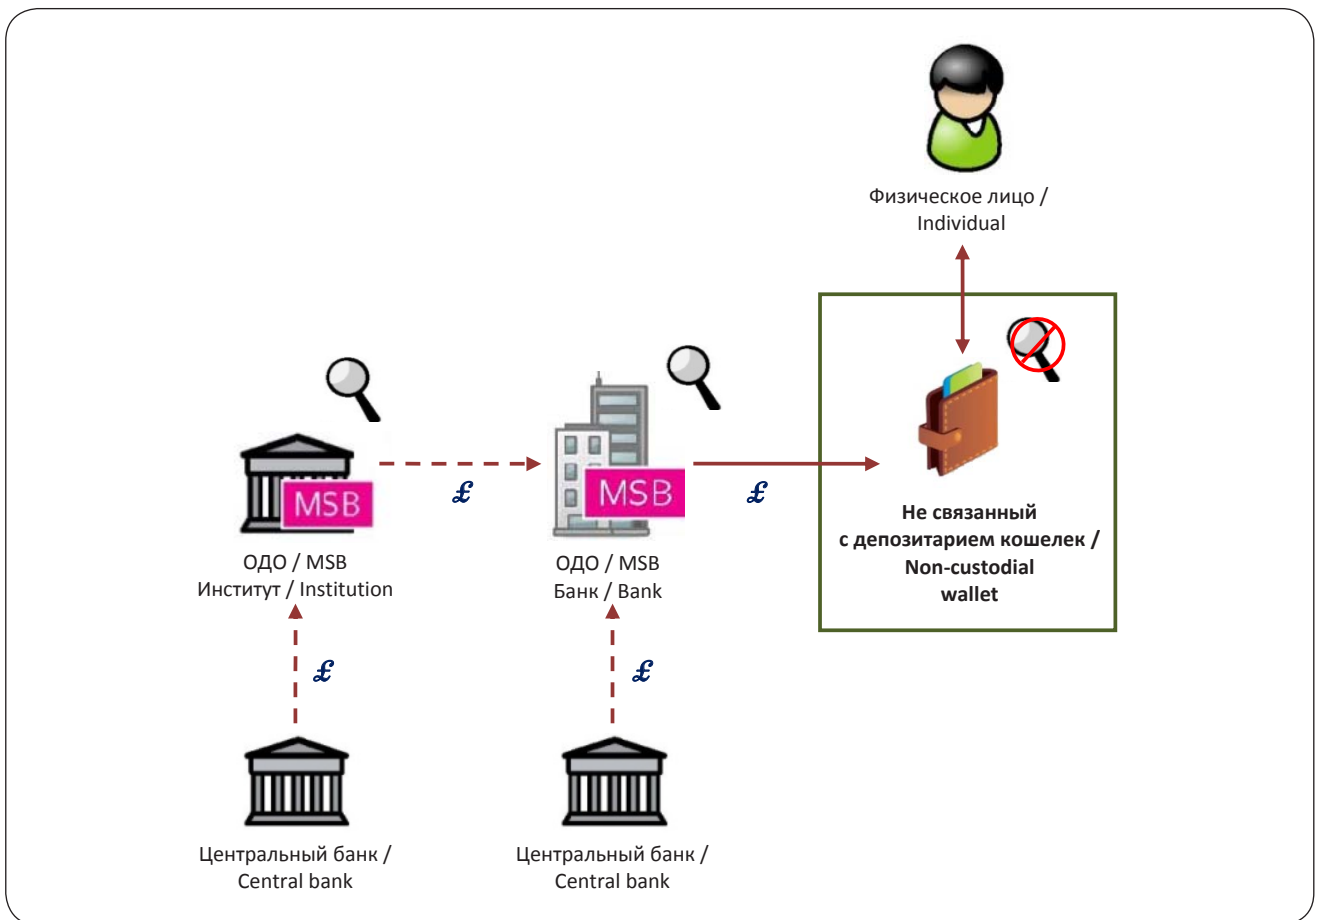 Физическое лицо /
Individual
MSB
£
MSB
£
ОДО / MSB
Институт / Institution
ОДО / MSB
Банк / Bank
Не связанный
с депозитарием кошелек /
Non-custodial
wallet
£
£
Центральный банк /
Central bank
Центральный банк /
Central bank